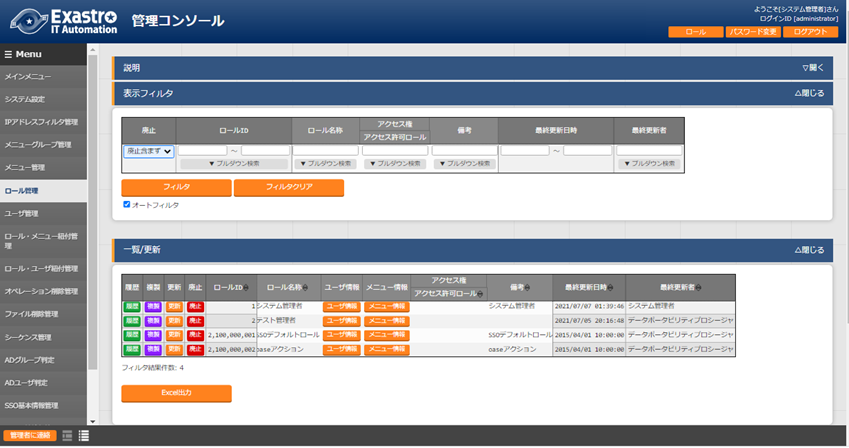 Exastro
IT Automation
管理コンソール
ようこそ[システム管理者]さん
ログインID [administrator]
ロール パスワード変更 ログアウト
Menu
メインメニュー
システム設定
IPアドレスフィルタ管理
メニューグループ管理
メニュー管理
ロール管理
ユーザ管理
ロール・メニュー紐付管理
ロール・ユーザ紐付管理
オペレーション削除管理
ファイル削除管理
シーケンス管理
ADグループ判定
ADユーザ判定
SSO基本情報管理
管理者に連絡
説明 ▽開く
表示フィルタ △閉じる
廃止 ロールID ロール名称 アクセス権 備考 最終更新日時 最終更新者
アクセス許可ロール
廃止含まず ～ ～
▼ プルダウン検索 ▼ プルダウン検索 ▼ プルダウン検索 ▼ プルダウン検索 ▼ プルダウン検索
フィルタ フィルタクリア
オートフィルタ
一覧/更新 △閉じる
履歴 複製 更新 廃止 ロールID ロール名称 ユーザ情報 メニュー情報 アクセス権 備考 最終更新日時 最終更新者
アクセス許可ロール
履歴 複製 更新 廃止 1 システム管理者 ユーザ情報 メニュー情報 システム管理者 2021/07/07 01:39:46 システム管理者
履歴 複製 更新 廃止 2 テスト管理者 ユーザ情報 メニュー情報 2021/07/05 20:16:48 データポータビリティプロシージャ
履歴 複製 更新 廃止 2,100,000,001 SSOデフォルトロール ユーザ情報 メニュー情報 SSOデフォルトロール 2015/04/01 10:00:00 データポータビリティプロシージャ
履歴 複製 更新 廃止 2,100,000,002 oaseアクション ユーザ情報 メニュー情報 oaseアクション 2015/04/01 10:00:00 データポータビリティプロシージャ
フィルタ結果件数: 4
Excel出力